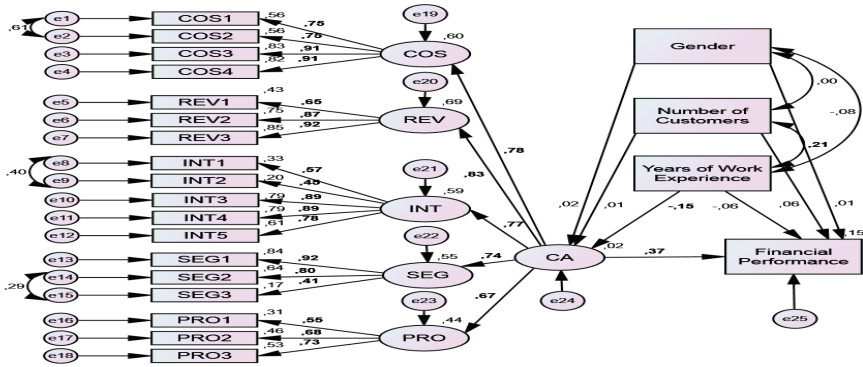 e1
COS1
,56
,75
,61
e2
COS2
,56
,75
e3
COS3
,83
,91
e4
COS4
,82
,91
e19
,60
COS
e5
REV1
,43
,65
e6
REV2
,75
,87
e7
REV3
,85
,92
e20
,69
REV
e8
INT1
,33
,57
,40
e9
INT2
,20
e10
INT3
,79
,89
e11
INT4
,79
,89
e12
INT5
,61
,78
e21
,59
INT
e13
SEG1
,84
,92
e14
SEG2
,64
,80
,29
e15
SEG3
,17
,41
e22
,55
SEG
e16
PRO1
,31
,55
e17
PRO2
,46
,68
e18
PRO3
,53
,73
e23
,44
PRO
,78
,83
,77
,74
,67
CA
,02
e24
Gender
Number of
Customers
Years of Work
Experience
,00
-,08
,21
,02
,01
-,15
-,06
,06
,01
,37
,15
Financial
Performance
e25